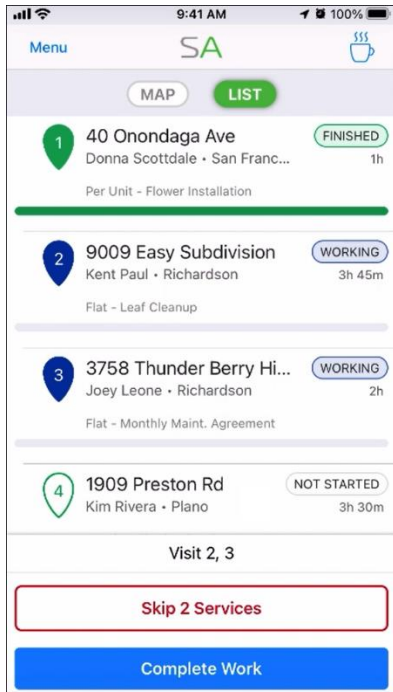 9:41 AM
100%
Menu
SA
MAP
LIST
1
40 Onondaga Ave
FINISHED
Donna Scottdale • San Franc...
1h
Per Unit - Flower Installation
2
9009 Easy Subdivision
WORKING
Kent Paul • Richardson
3h 45m
Flat - Leaf Cleanup
3
3758 Thunder Berry Hi...
WORKING
Joey Leone • Richardson
2h
Flat - Monthly Maint. Agreement
4
1909 Preston Rd
NOT STARTED
Kim Rivera • Plano
3h 30m
Visit 2, 3
Skip 2 Services
Complete Work